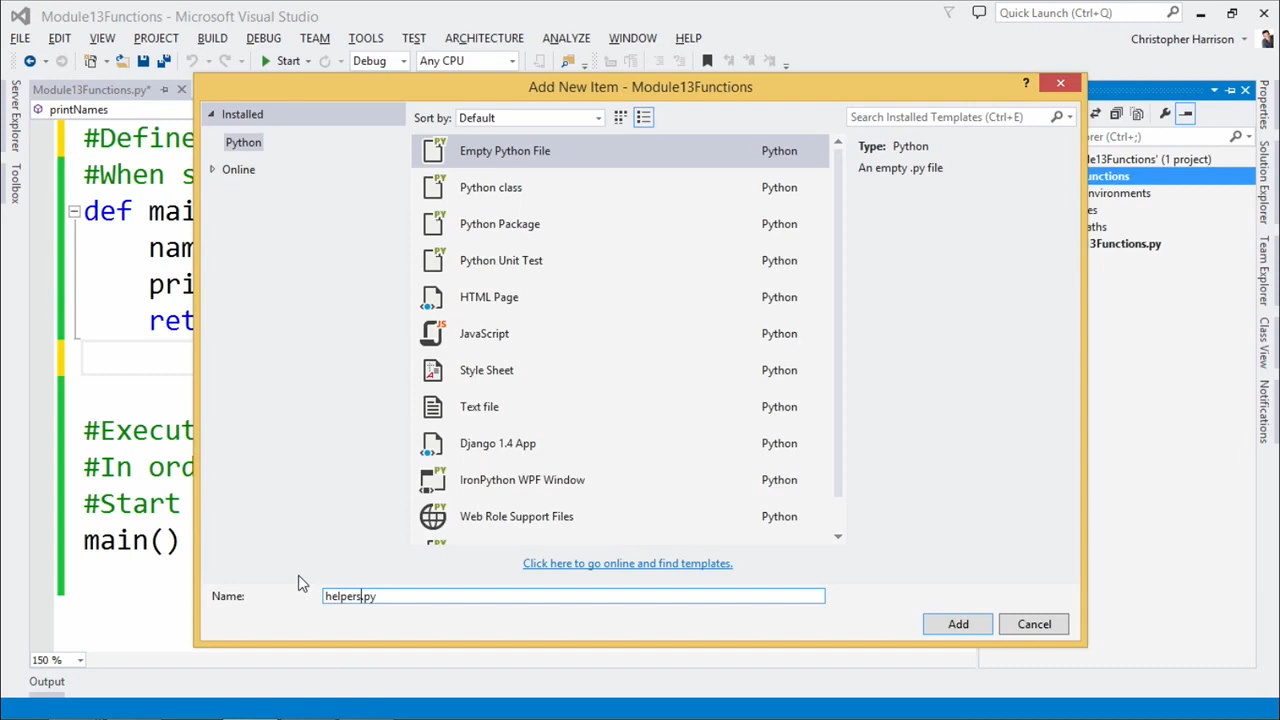 Module13Functions - Microsoft Visual Studio
Quick Launch (Ctrl+Q)
FILE EDIT VIEW PROJECT BUILD DEBUG TEAM TOOLS TEST ARCHITECTURE ANALYZE WINDOW HELP
Christopher Harrison
Start Debug Any CPU
Server Explorer
Toolbox
Module13Functions.py*
printNames
#Define
#When s
def mai
nam
pri
ret
#Execut
#In ord
#Start
main()
150 %
Output
Add New Item - Module13Functions
Installed
Python
Online
Sort by: Default
Search Installed Templates (Ctrl+E)
Empty Python File Python
Python class Python
Python Package Python
Python Unit Test Python
HTML Page Python
JavaScript Python
Style Sheet Python
Text file Python
Django 1.4 App Python
IronPython WPF Window Python
Web Role Support Files Python
Type: Python
An empty .py file
Click here to go online and find templates.
Name: helpers.py
Add Cancel
rer (Ctrl+;)
le13Functions' (1 project)
unctions
nvironments
es
aths
13Functions.py
Properties
Solution Explorer
Team Explorer
Class View
Notifications